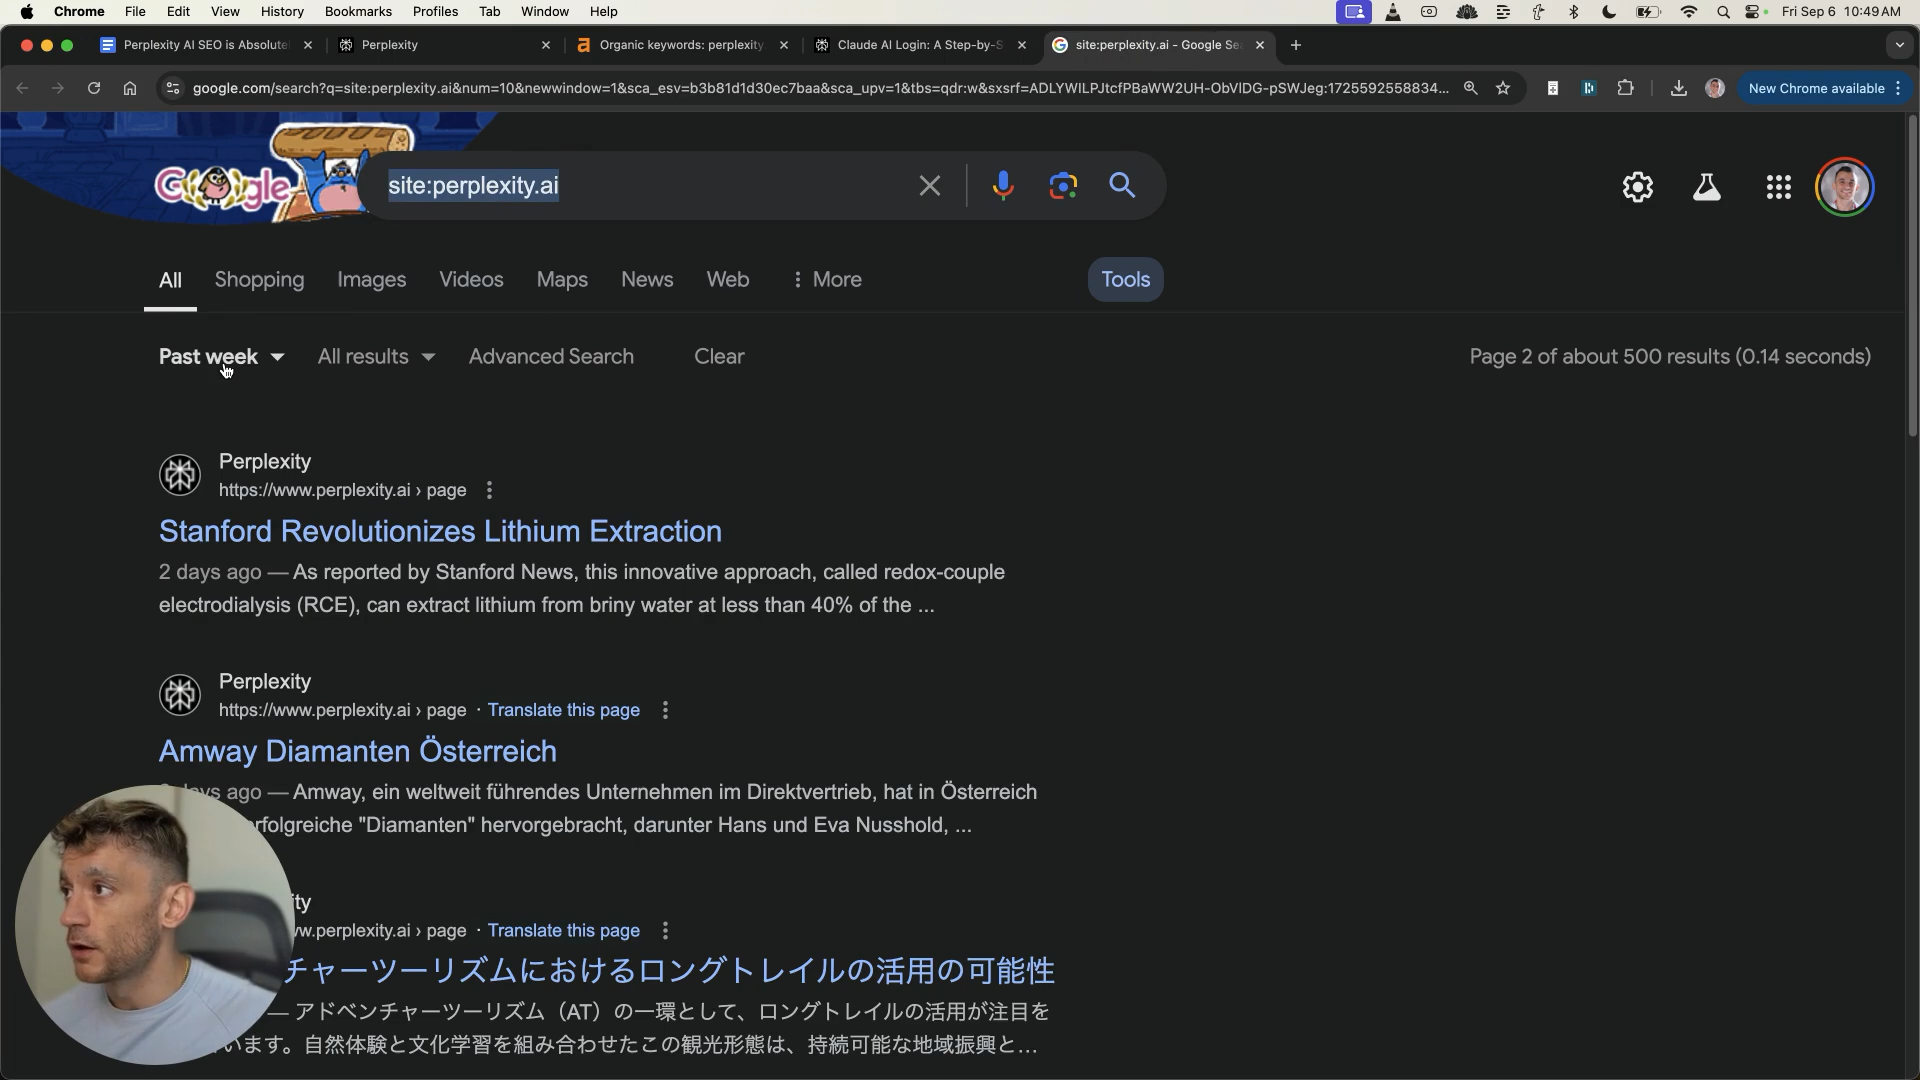 Chrome File Edit View History Bookmarks Profiles Tab Window Help Fri Sep 6 10:49 AM
Perplexity AI SEO is Absolute
Perplexity
Organic keywords: perplexity
Claude AI Login: A Step-by-S
site:perplexity.ai - Google Se
google.com/search?q=site:perplexity.ai&num=10&newwindow=1&sca_esv=b3b81d1d30ec7baa&sca_upv=1&tbs=qdr:w&sxsrf=ADLYWILPJtcfPBaWW2UH-ObVIDG-pSWJeg:1725592558834...
New Chrome available
Google
site:perplexity.ai
All Shopping Images Videos Maps News Web More Tools
Past week All results Advanced Search Clear Page 2 of about 500 results (0.14 seconds)
Perplexity
https://www.perplexity.ai › page
Stanford Revolutionizes Lithium Extraction
2 days ago — As reported by Stanford News, this innovative approach, called redox-couple
electrodialysis (RCE), can extract lithium from briny water at less than 40% of the ...
Perplexity
https://www.perplexity.ai › page · Translate this page
Amway Diamanten Österreich
days ago — Amway, ein weltweit führendes Unternehmen im Direktvertrieb, hat in Österreich
rfolgreiche "Diamanten" hervorgebracht, darunter Hans und Eva Nusshold, ...
ity
w.perplexity.ai › page · Translate this page
チャーツーリズムにおけるロングトレイルの活用の可能性
— アドベンチャーツーリズム（AT）の一環として、ロングトレイルの活用が注目を
います。自然体験と文化学習を組み合わせたこの観光形態は、持続可能な地域振興と...